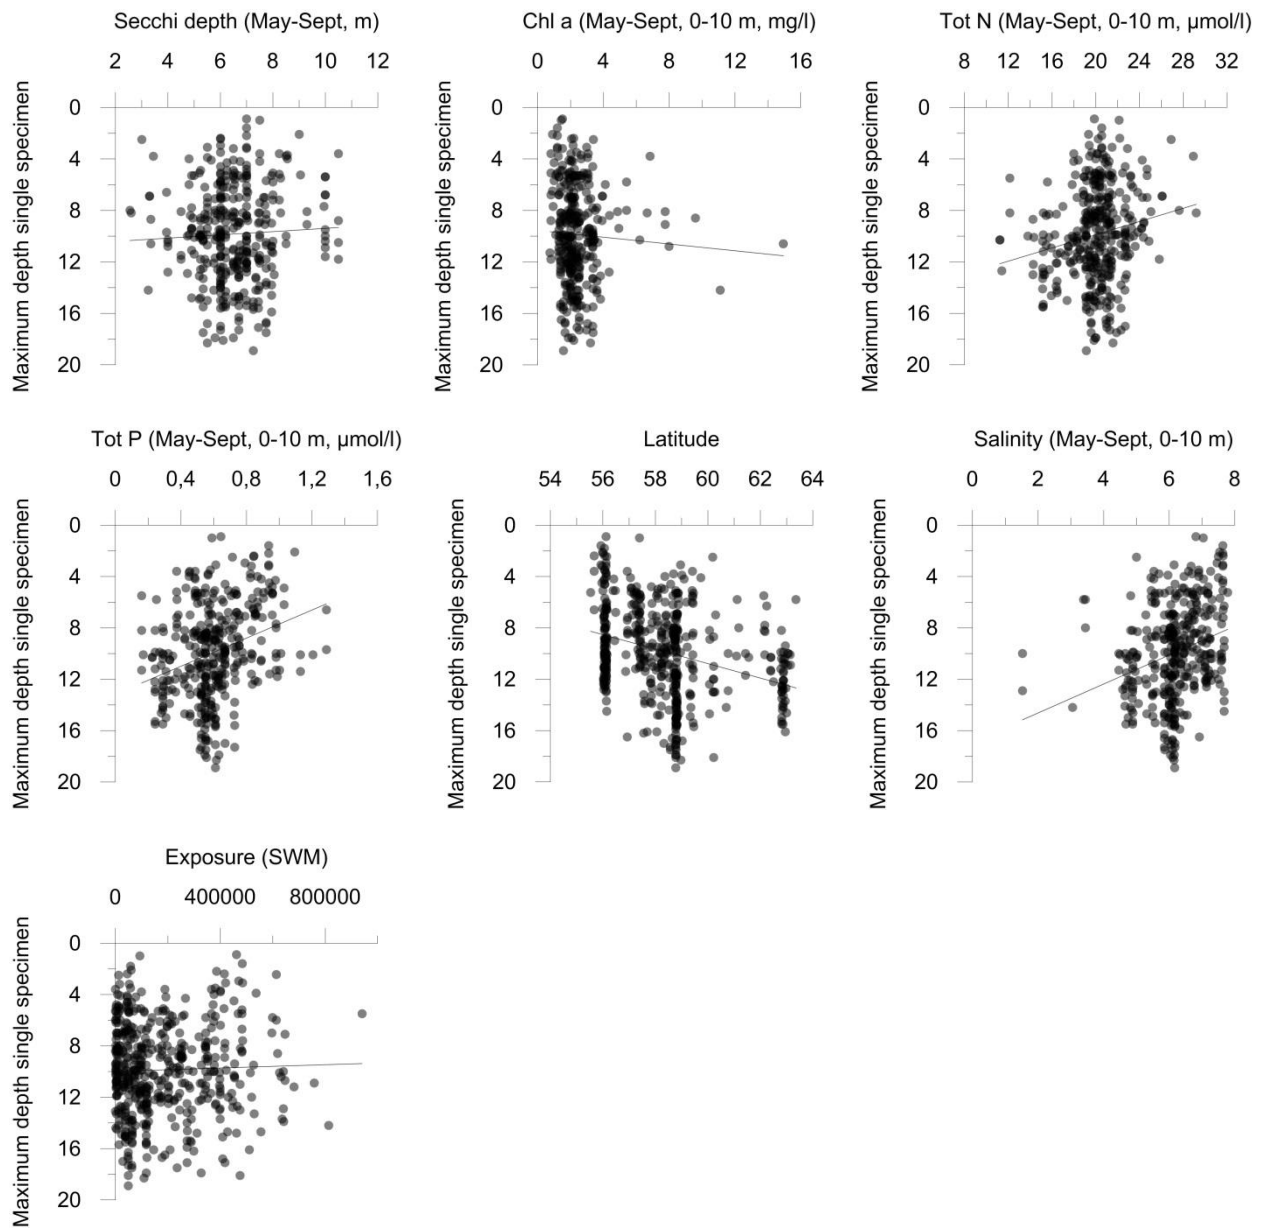 Secchi depth (May-Sept, m)
2 4 6 8 10 12
Maximum depth single specimen
0
4
8
12
16
20
Chl a (May-Sept, 0-10 m, mg/l)
0 4 8 12 16
Maximum depth single specimen
0
4
8
12
16
20
Tot N (May-Sept, 0-10 m, µmol/l)
8 12 16 20 24 28 32
Maximum depth single specimen
0
4
8
12
16
20
Tot P (May-Sept, 0-10 m, µmol/l)
0 0,4 0,8 1,2 1,6
Maximum depth single specimen
0
4
8
12
16
20
Latitude
54 56 58 60 62 64
Maximum depth single specimen
0
4
8
12
16
20
Salinity (May-Sept, 0-10 m)
0 2 4 6 8
Maximum depth single specimen
0
4
8
12
16
20
Exposure (SWM)
0 400000 800000
Maximum depth single specimen
0
4
8
12
16
20